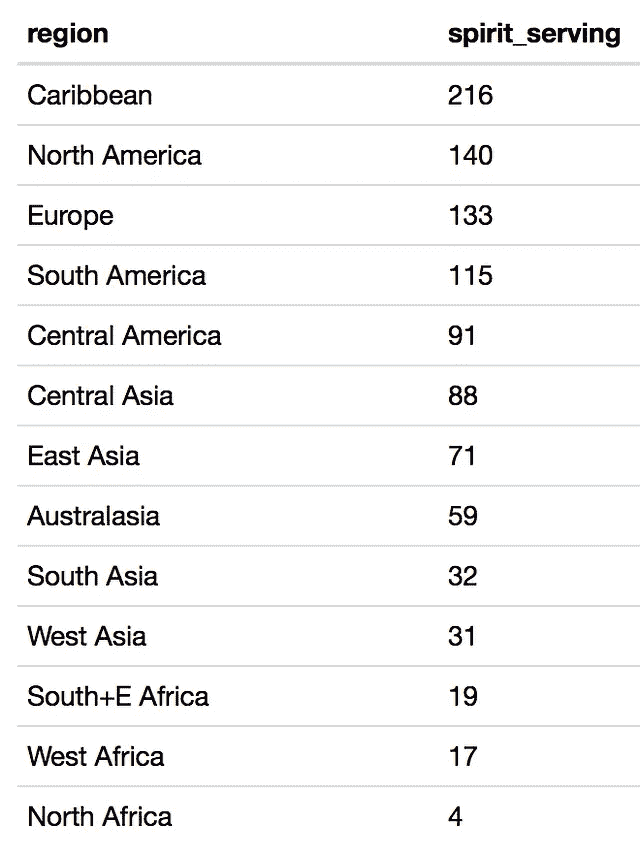 region spirit_serving
Caribbean 216
North America 140
Europe 133
South America 115
Central America 91
Central Asia 88
East Asia 71
Australasia 59
South Asia 32
West Asia 31
South+E Africa 19
West Africa 17
North Africa 4